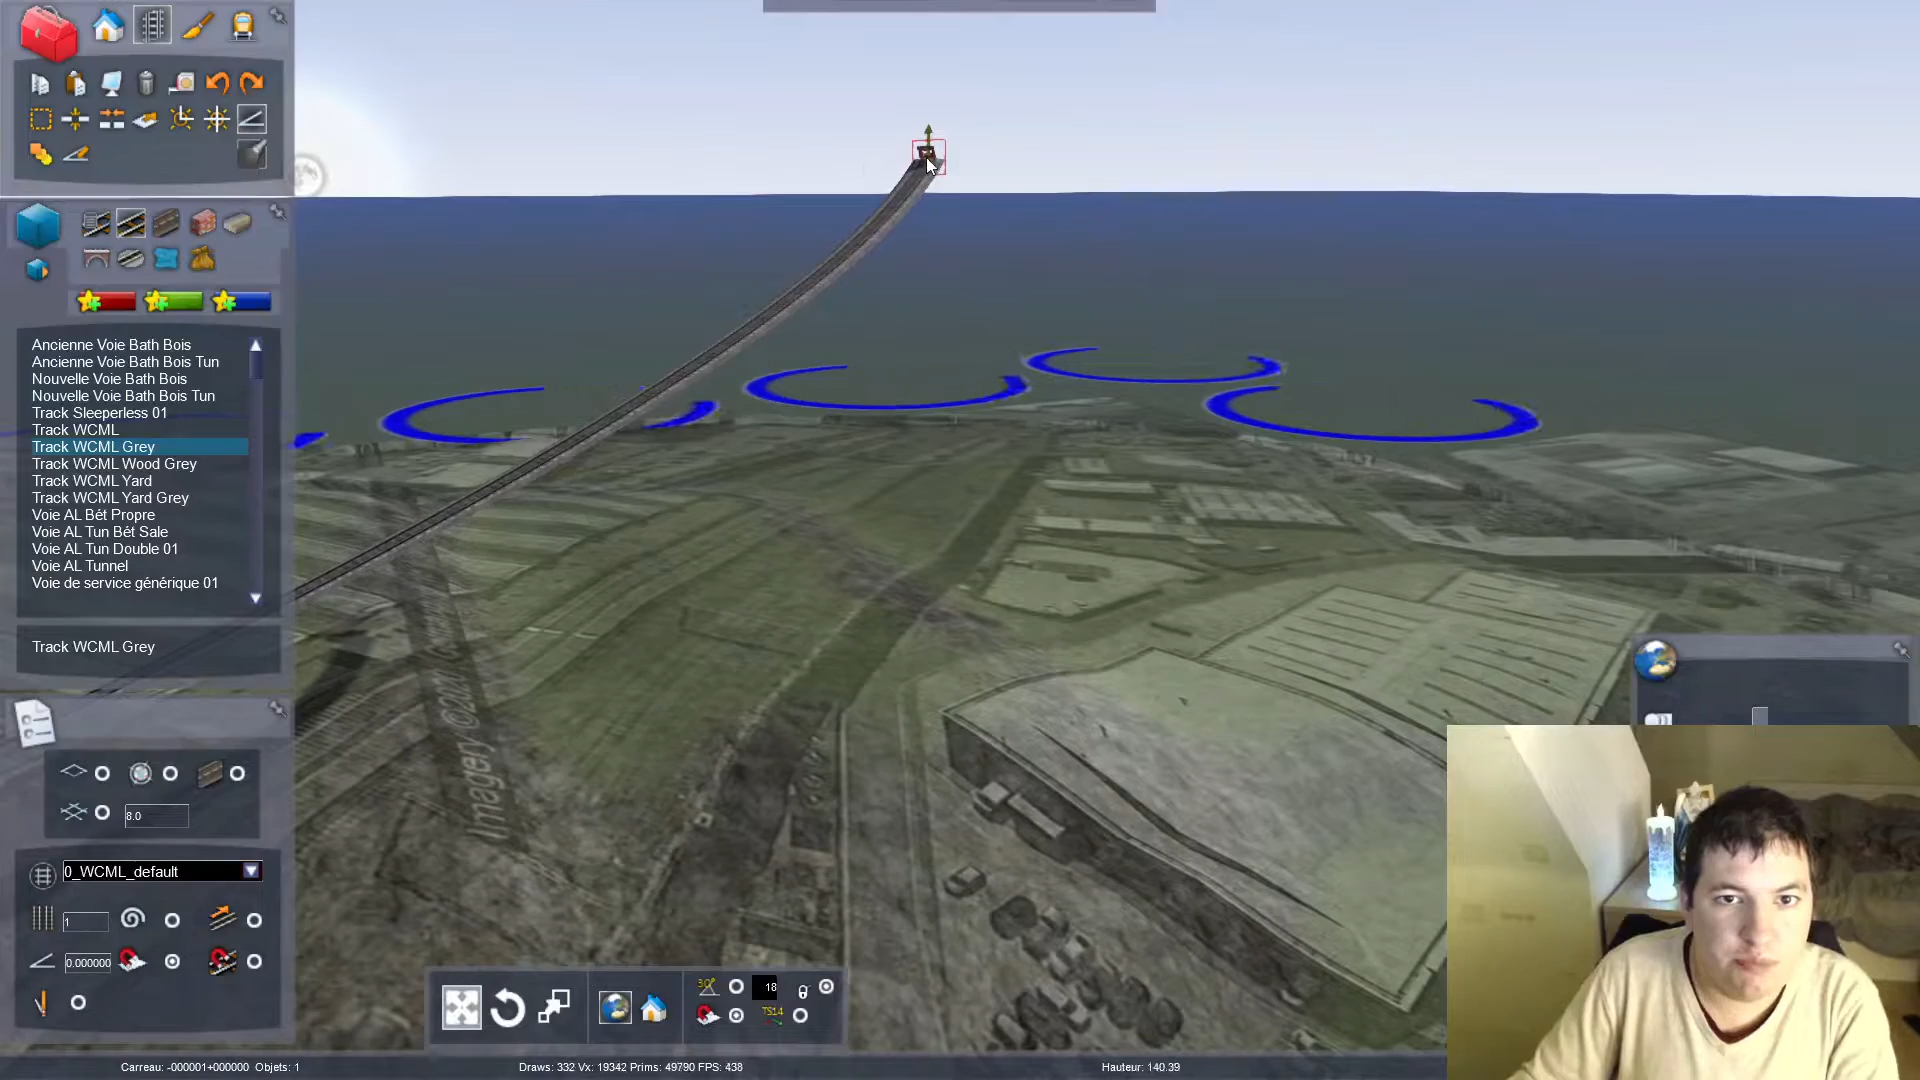 Ancienne Voie Bath Bois
Ancienne Voie Bath Bois Tun
Nouvelle Voie Bath Bois
Nouvelle Voie Bath Bois Tun
Track Sleeperless 01
Track WCML
Track WCML Grey
Track WCML Wood Grey
Track WCML Yard
Track WCML Yard Grey
Voie AL Bét Propre
Voie AL Tun Bét Sale
Voie AL Tun Double 01
Voie AL Tunnel
Voie de service générique 01
Track WCML Grey
8.0
0_WCML_default
1
0.000000
30°
18
TS14
Imagery ©2021
Carreau: -000001+000000 Objets: 1
Draws: 332 Vx: 19342 Prims: 49790 FPS: 438
Hauteur: 140.39